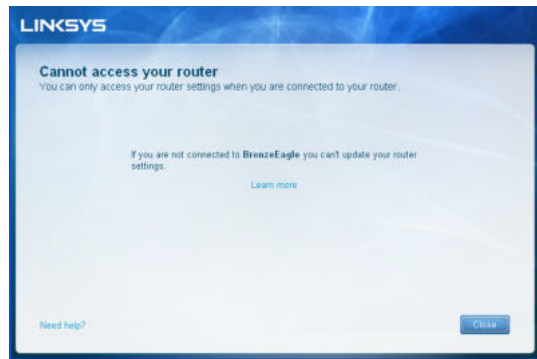 LINKSYS
Cannot access your router
You can only access your router settings when you are connected to your router.
If you are not connected to BronzeEagle you can't update your router
settings.
Learn more
Need help?
Close